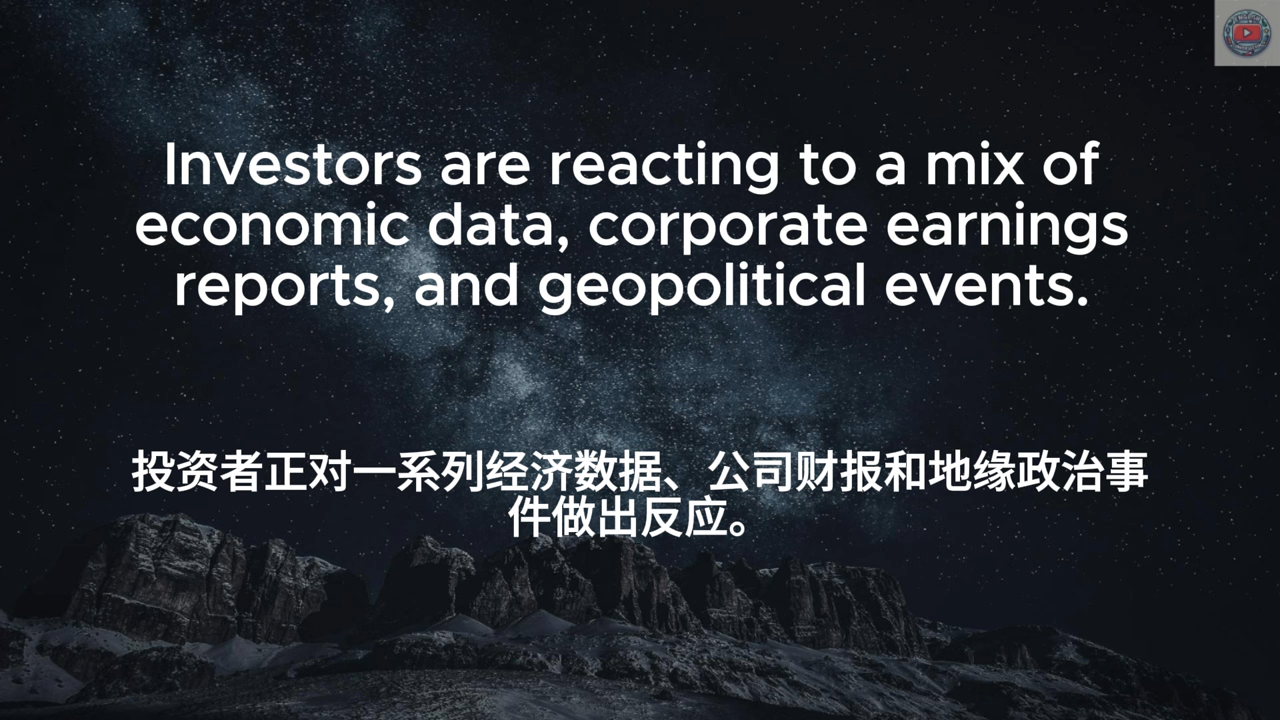 Investors are reacting to a mix of
economic data, corporate earnings
reports, and geopolitical events.
投资者正对一系列经济数据、公司财报和地缘政治事
件做出反应。